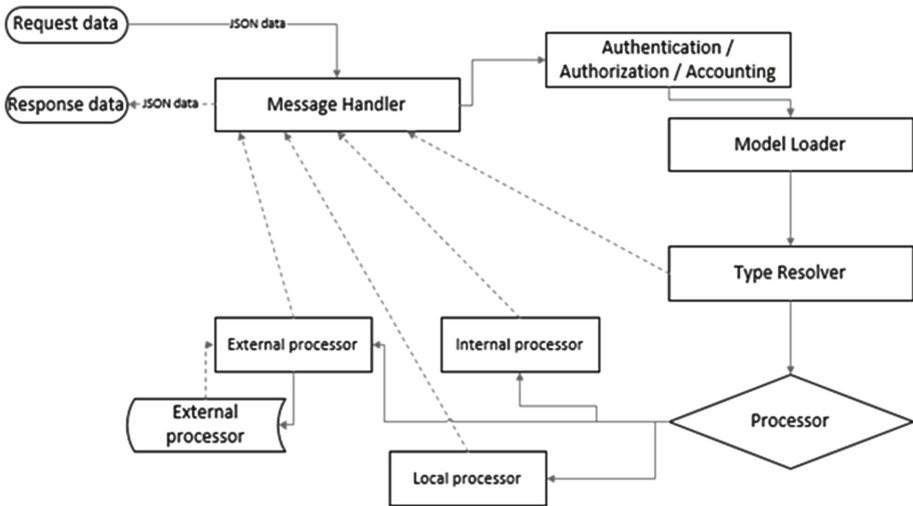 Request data
JSON data
Authentication /
Authorization / Accounting
Response data
JSON data
Message Handler
Model Loader
Type Resolver
External processor
Internal processor
External
processor
Processor
Local processor